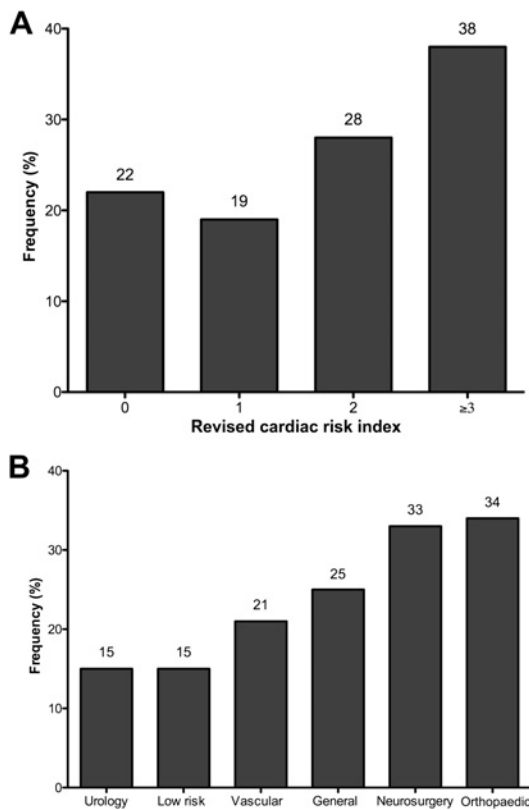 A
40
38
30
28
22
20
19
10
0
Frequency (%)
0 1 2 ≥3
Revised cardiac risk index
B
40
34
33
30
25
21
20
15 15
10
0
Frequency (%)
Urology Low risk Vascular General Neurosurgery Orthopaedic